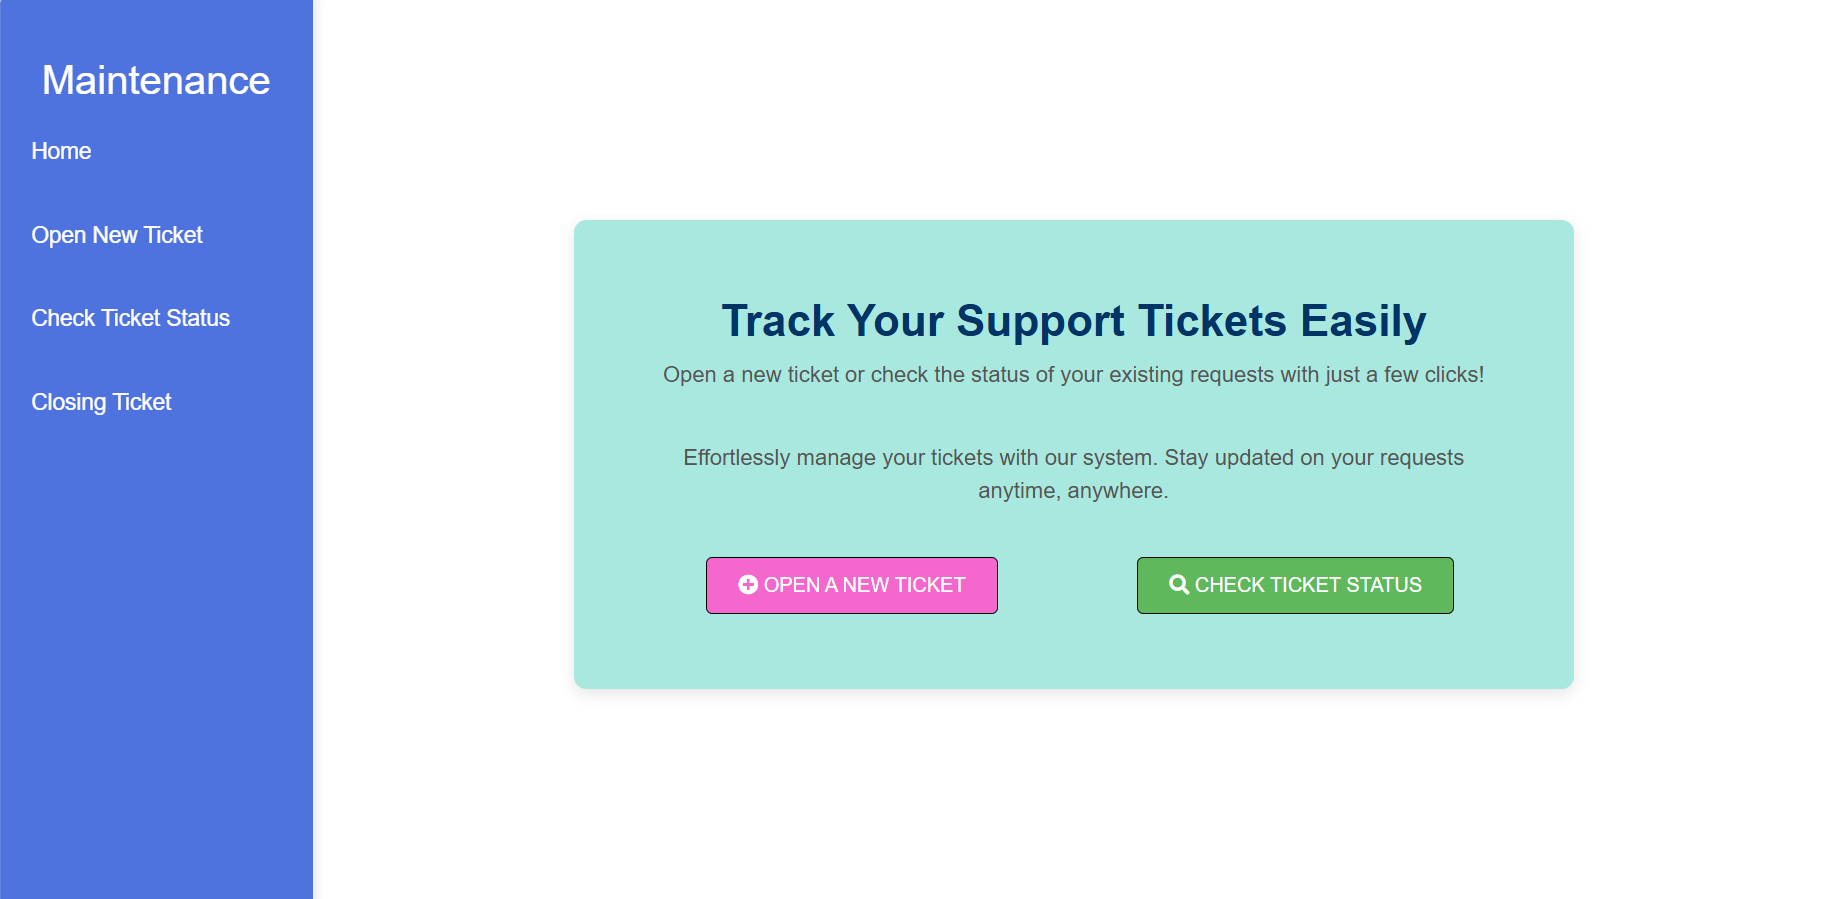 Maintenance
Home
Open New Ticket
Check Ticket Status
Closing Ticket
Track Your Support Tickets Easily
Open a new ticket or check the status of your existing requests with just a few clicks!
Effortlessly manage your tickets with our system. Stay updated on your requests
anytime, anywhere.
OPEN A NEW TICKET
CHECK TICKET STATUS